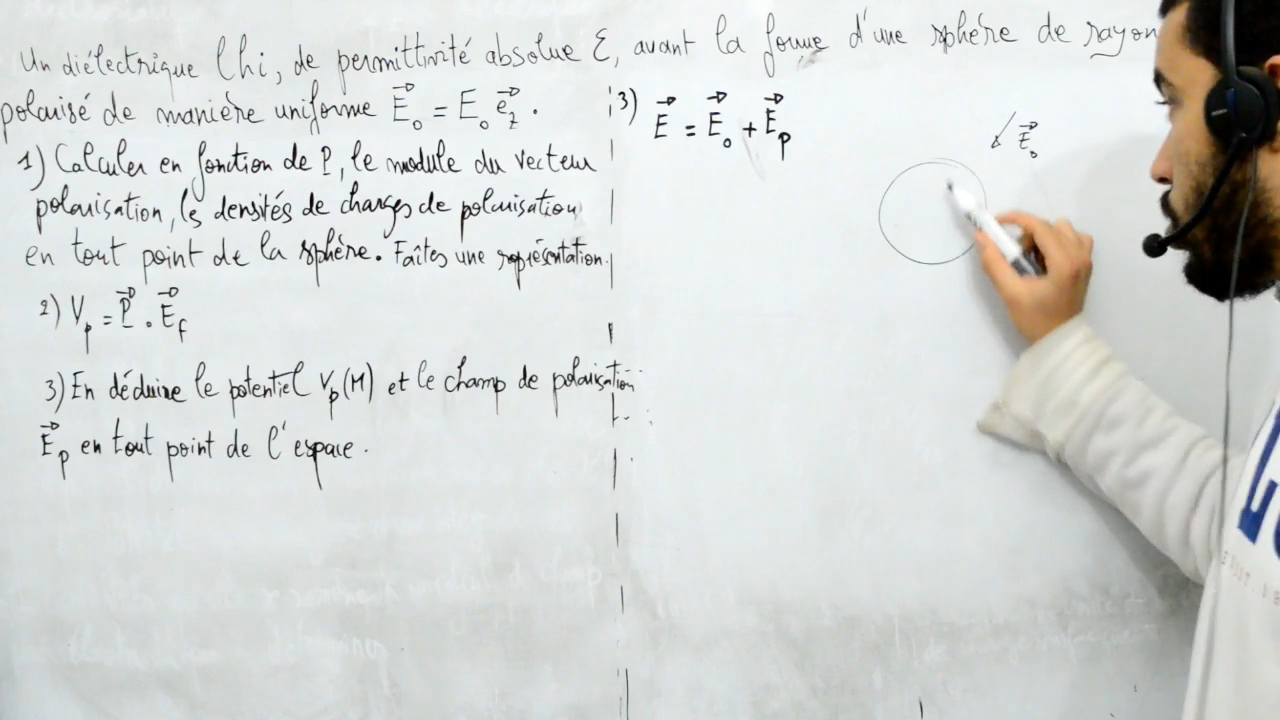 Un diélectrique lhi, de permittivité absolue ε, ayant la forme d'une sphère de rayon
polarisé de manière uniforme E⃗₀ = E₀ e⃗z.
1) Calculer en fonction de P, le module du vecteur
polarisation, les densités de charges de polarisation
en tout point de la sphère. Faîtes une représentation.
2) Vp = P⃗ . E⃗f
3) En déduire le potentiel Vp(M) et le champ de polarisation
E⃗p en tout point de l'espace.
3) E⃗ = E⃗₀ + E⃗p
E⃗₀